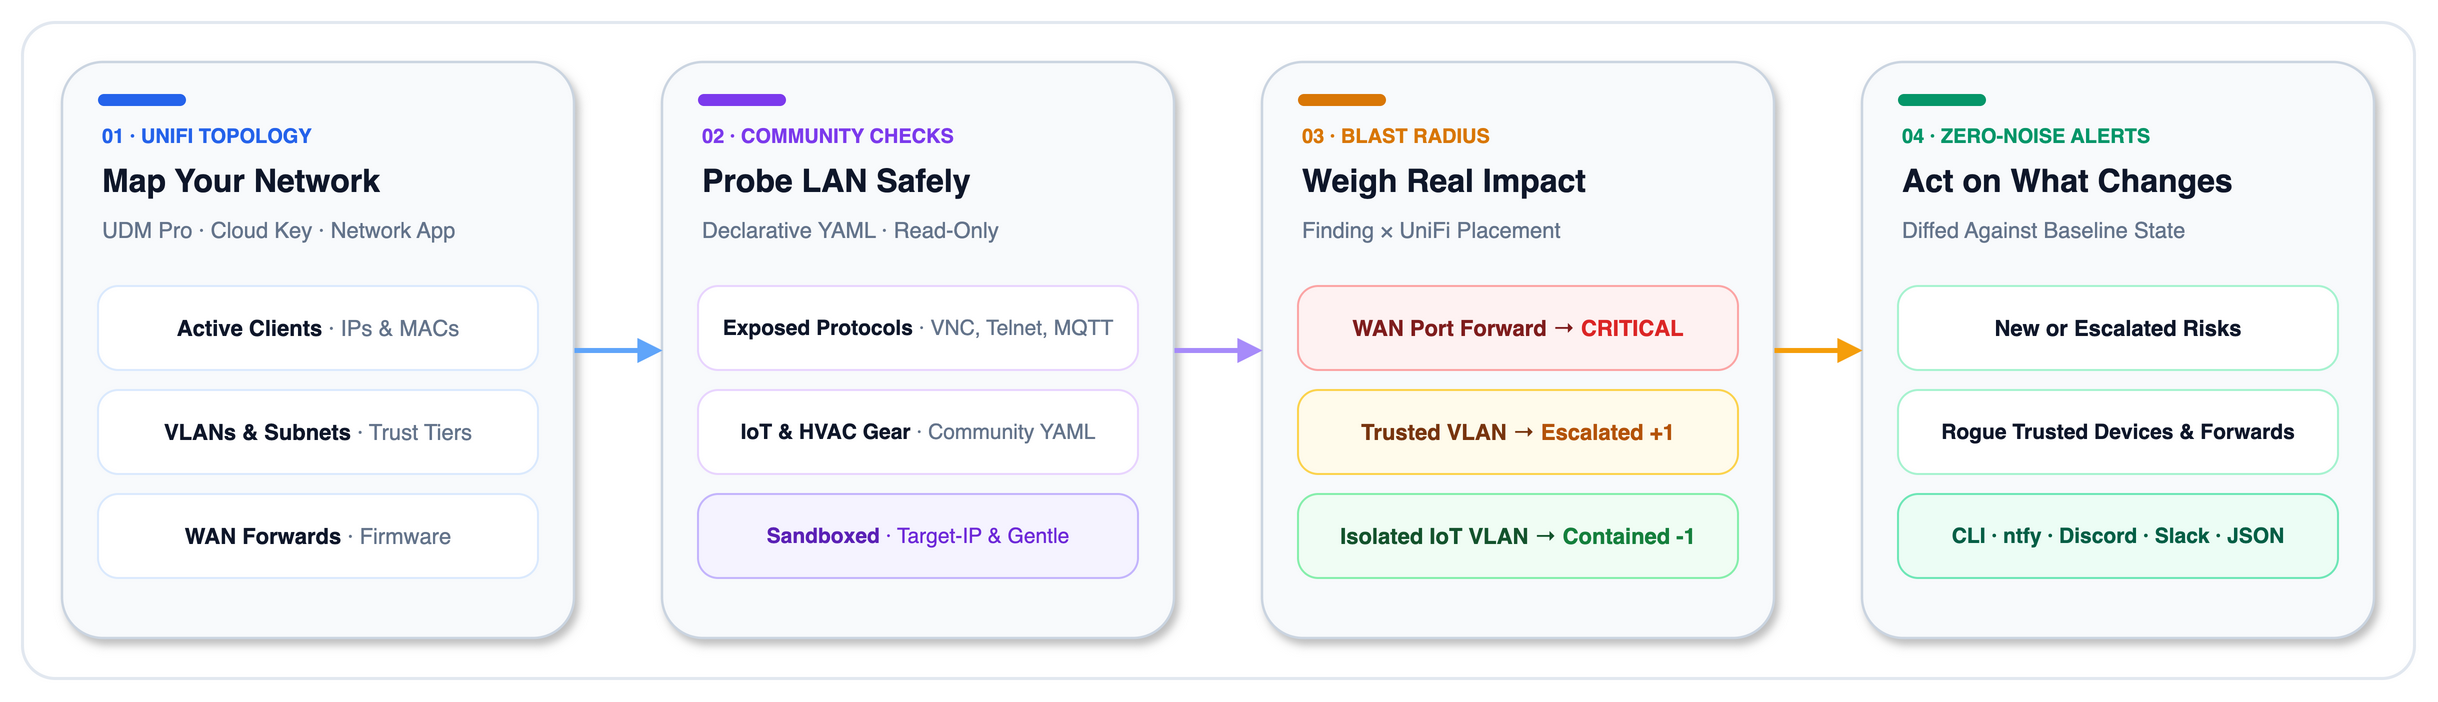 01 · UNIFI TOPOLOGY
Map Your Network
UDM Pro · Cloud Key · Network App
Active Clients · IPs & MACs
VLANs & Subnets · Trust Tiers
WAN Forwards · Firmware
02 · COMMUNITY CHECKS
Probe LAN Safely
Declarative YAML · Read-Only
Exposed Protocols · VNC, Telnet, MQTT
IoT & HVAC Gear · Community YAML
Sandboxed · Target-IP & Gentle
03 · BLAST RADIUS
Weigh Real Impact
Finding × UniFi Placement
WAN Port Forward → CRITICAL
Trusted VLAN → Escalated +1
Isolated IoT VLAN → Contained -1
04 · ZERO-NOISE ALERTS
Act on What Changes
Diffed Against Baseline State
New or Escalated Risks
Rogue Trusted Devices & Forwards
CLI · ntfy · Discord · Slack · JSON